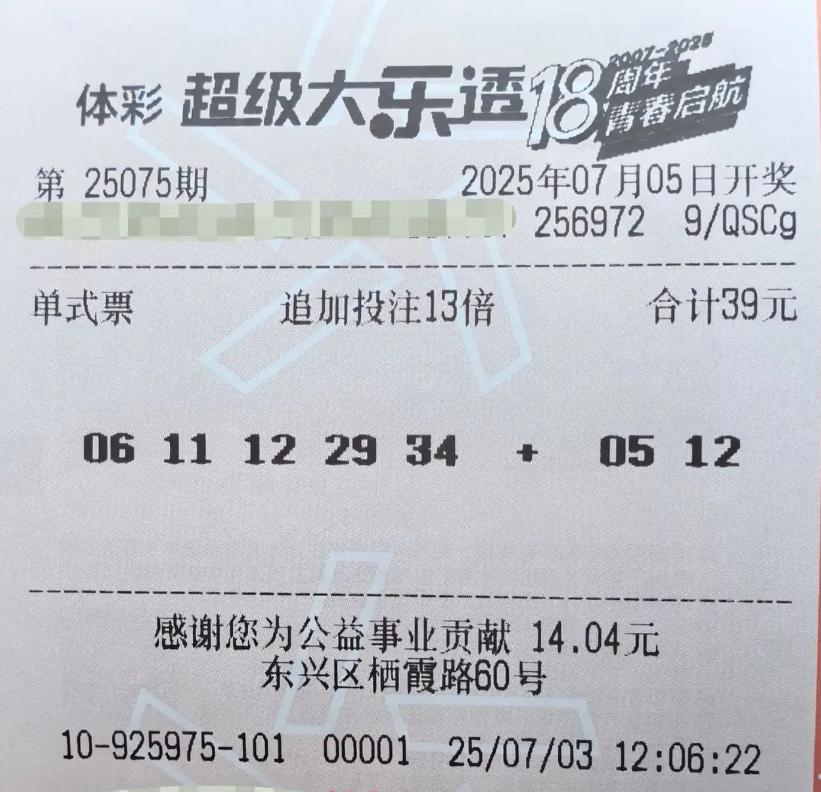 体彩 超级大乐透 18 周年 2007-2025 青春启航
第 25075期 2025年07月05日开奖
256972 9/QSCg
单式票 追加投注13倍 合计39元
06 11 12 29 34 + 05 12
感谢您为公益事业贡献 14.04元
东兴区栖霞路60号
10-925975-101 00001 25/07/03 12:06:22